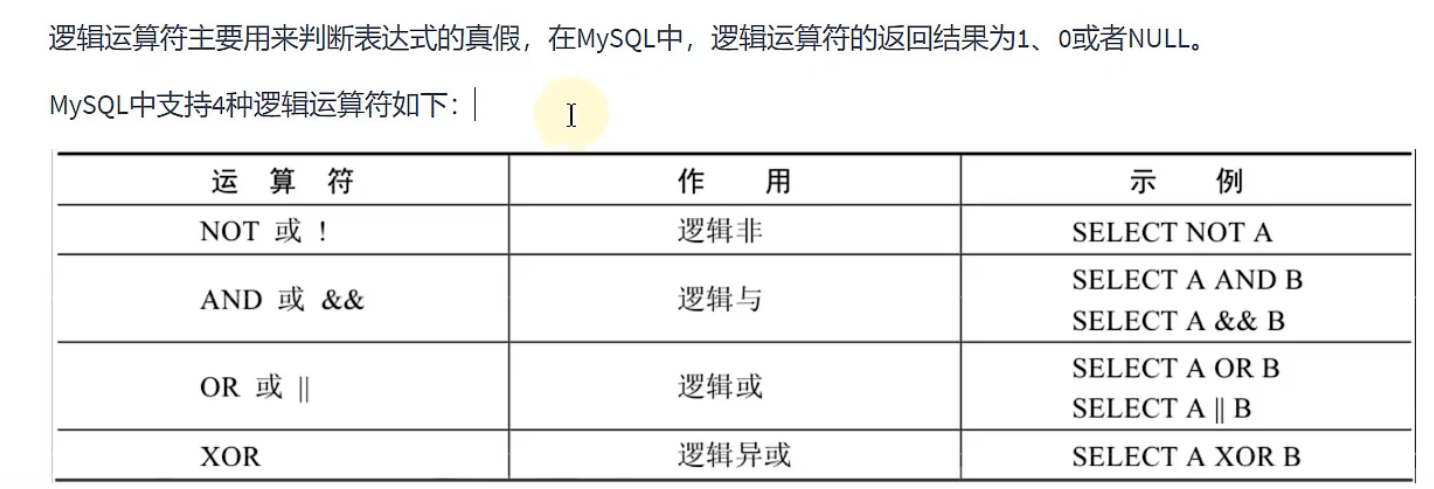 逻辑运算符主要用来判断表达式的真假，在MySQL中，逻辑运算符的返回结果为1、0或者NULL。
MySQL中支持4种逻辑运算符如下：
运 算 符 作 用 示 例
NOT 或 ! 逻辑非 SELECT NOT A
AND 或 && 逻辑与 SELECT A AND B
SELECT A && B
OR 或 || 逻辑或 SELECT A OR B
SELECT A || B
XOR 逻辑异或 SELECT A XOR B